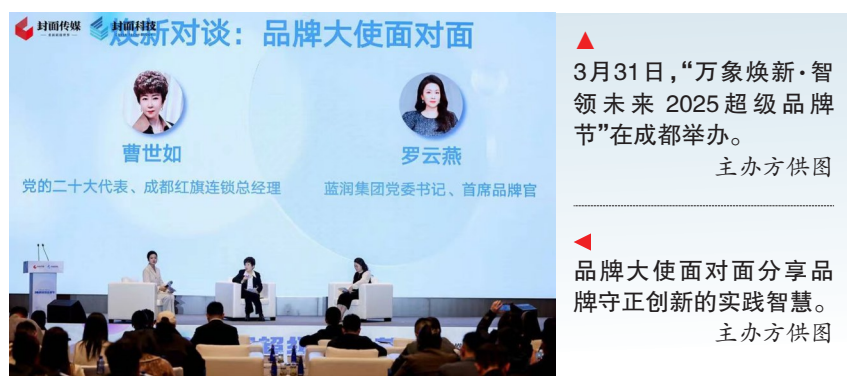 封面传媒
封面科技
焕新对谈：品牌大使面对面
曹世如
党的二十大代表、成都红旗连锁总经理
罗云燕
蓝润集团党委书记、首席品牌官
3月31日，“万象焕新·智
领未来 2025超级品牌
节”在成都举办。
主办方供图
品牌大使面对面分享品
牌守正创新的实践智慧。
主办方供图